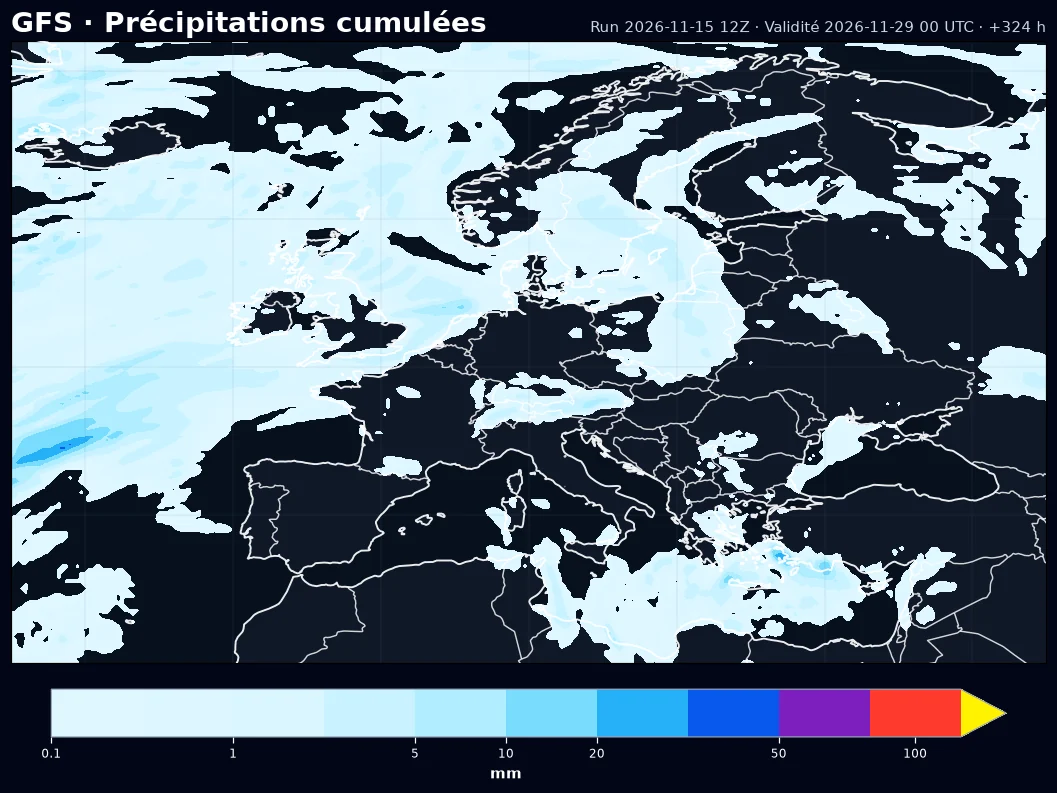 GFS · Précipitations cumulées
Run 2026-11-15 12Z · Validité 2026-11-29 00 UTC · +324 h
0.1 1 5 10 20 50 100
mm